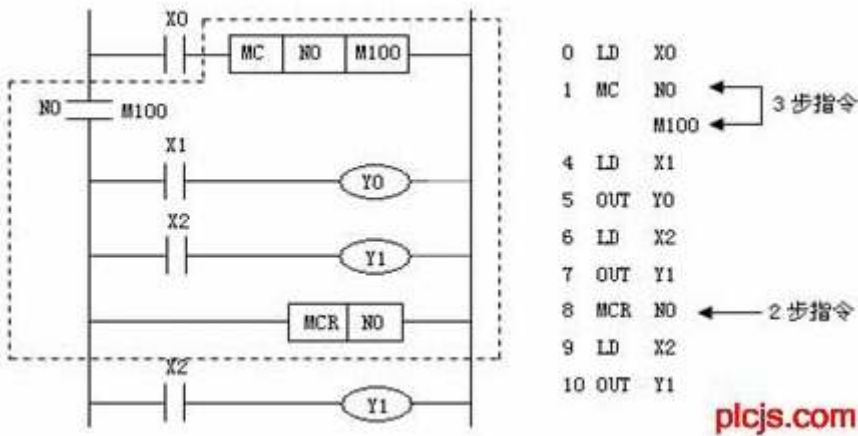 X0
MC N0 M100
N0 M100
X1
Y0
X2
Y1
MCR N0
X2
Y1
0 LD X0
1 MC N0
M100
3步指令
4 LD X1
5 OUT Y0
6 LD X2
7 OUT Y1
8 MCR N0
2步指令
9 LD X2
10 OUT Y1
plcjs.com